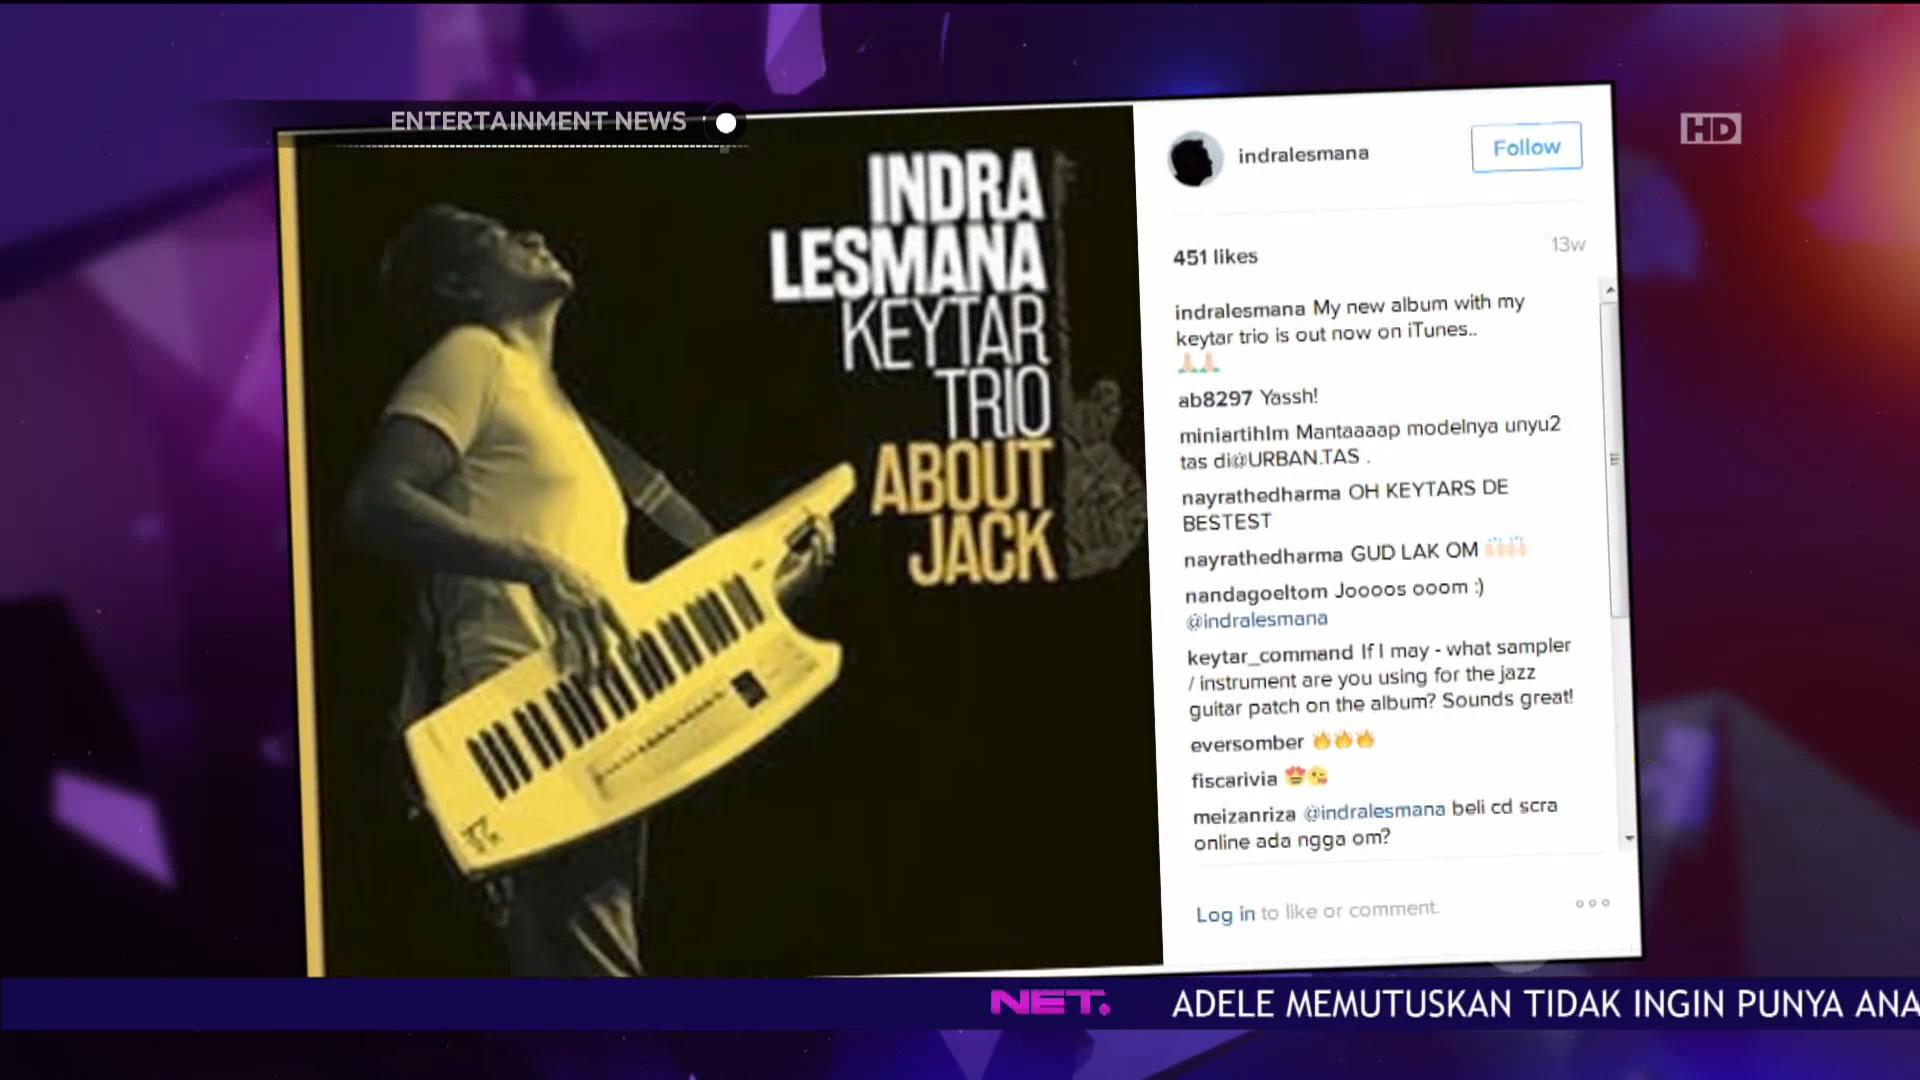 ENTERTAINMENT NEWS
HD
INDRA
LESMANA
KEYTAR
TRIO
ABOUT
JACK
indralesmana
Follow
451 likes
13w
indralesmana My new album with my
keytar trio is out now on iTunes..
🙏🙏
ab8297 Yassh!
miniartihlm Mantaaaap modelnya unyu2
tas di@URBAN.TAS .
nayrathedharma OH KEYTARS DE
BESTEST
nayrathedharma GUD LAK OM 🙌🙌
nandagoeltom Joooos ooom :)
@indralesmana
keytar_command If I may - what sampler
/ instrument are you using for the jazz
guitar patch on the album? Sounds great!
eversomber 🔥🔥🔥
fiscarivia 😍😘
meizanriza @indralesmana beli cd scra
online ada ngga om?
Log in to like or comment.
NET.
ADELE MEMUTUSKAN TIDAK INGIN PUNYA ANA